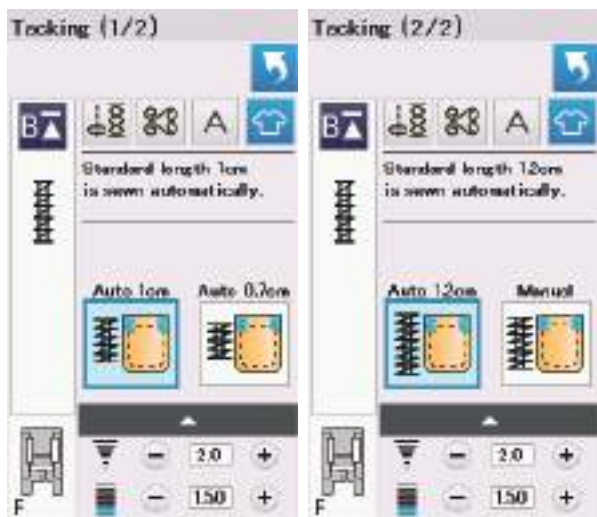 Tacking (1/2)
B
A
Standard length 1cm
is sewn automatically.
Auto 1cm Auto 0.7cm
2.0
1.50
F
Tacking (2/2)
B
A
Standard length 1.2cm
is sewn automatically.
Auto 1.2cm Manual
2.0
1.50
F